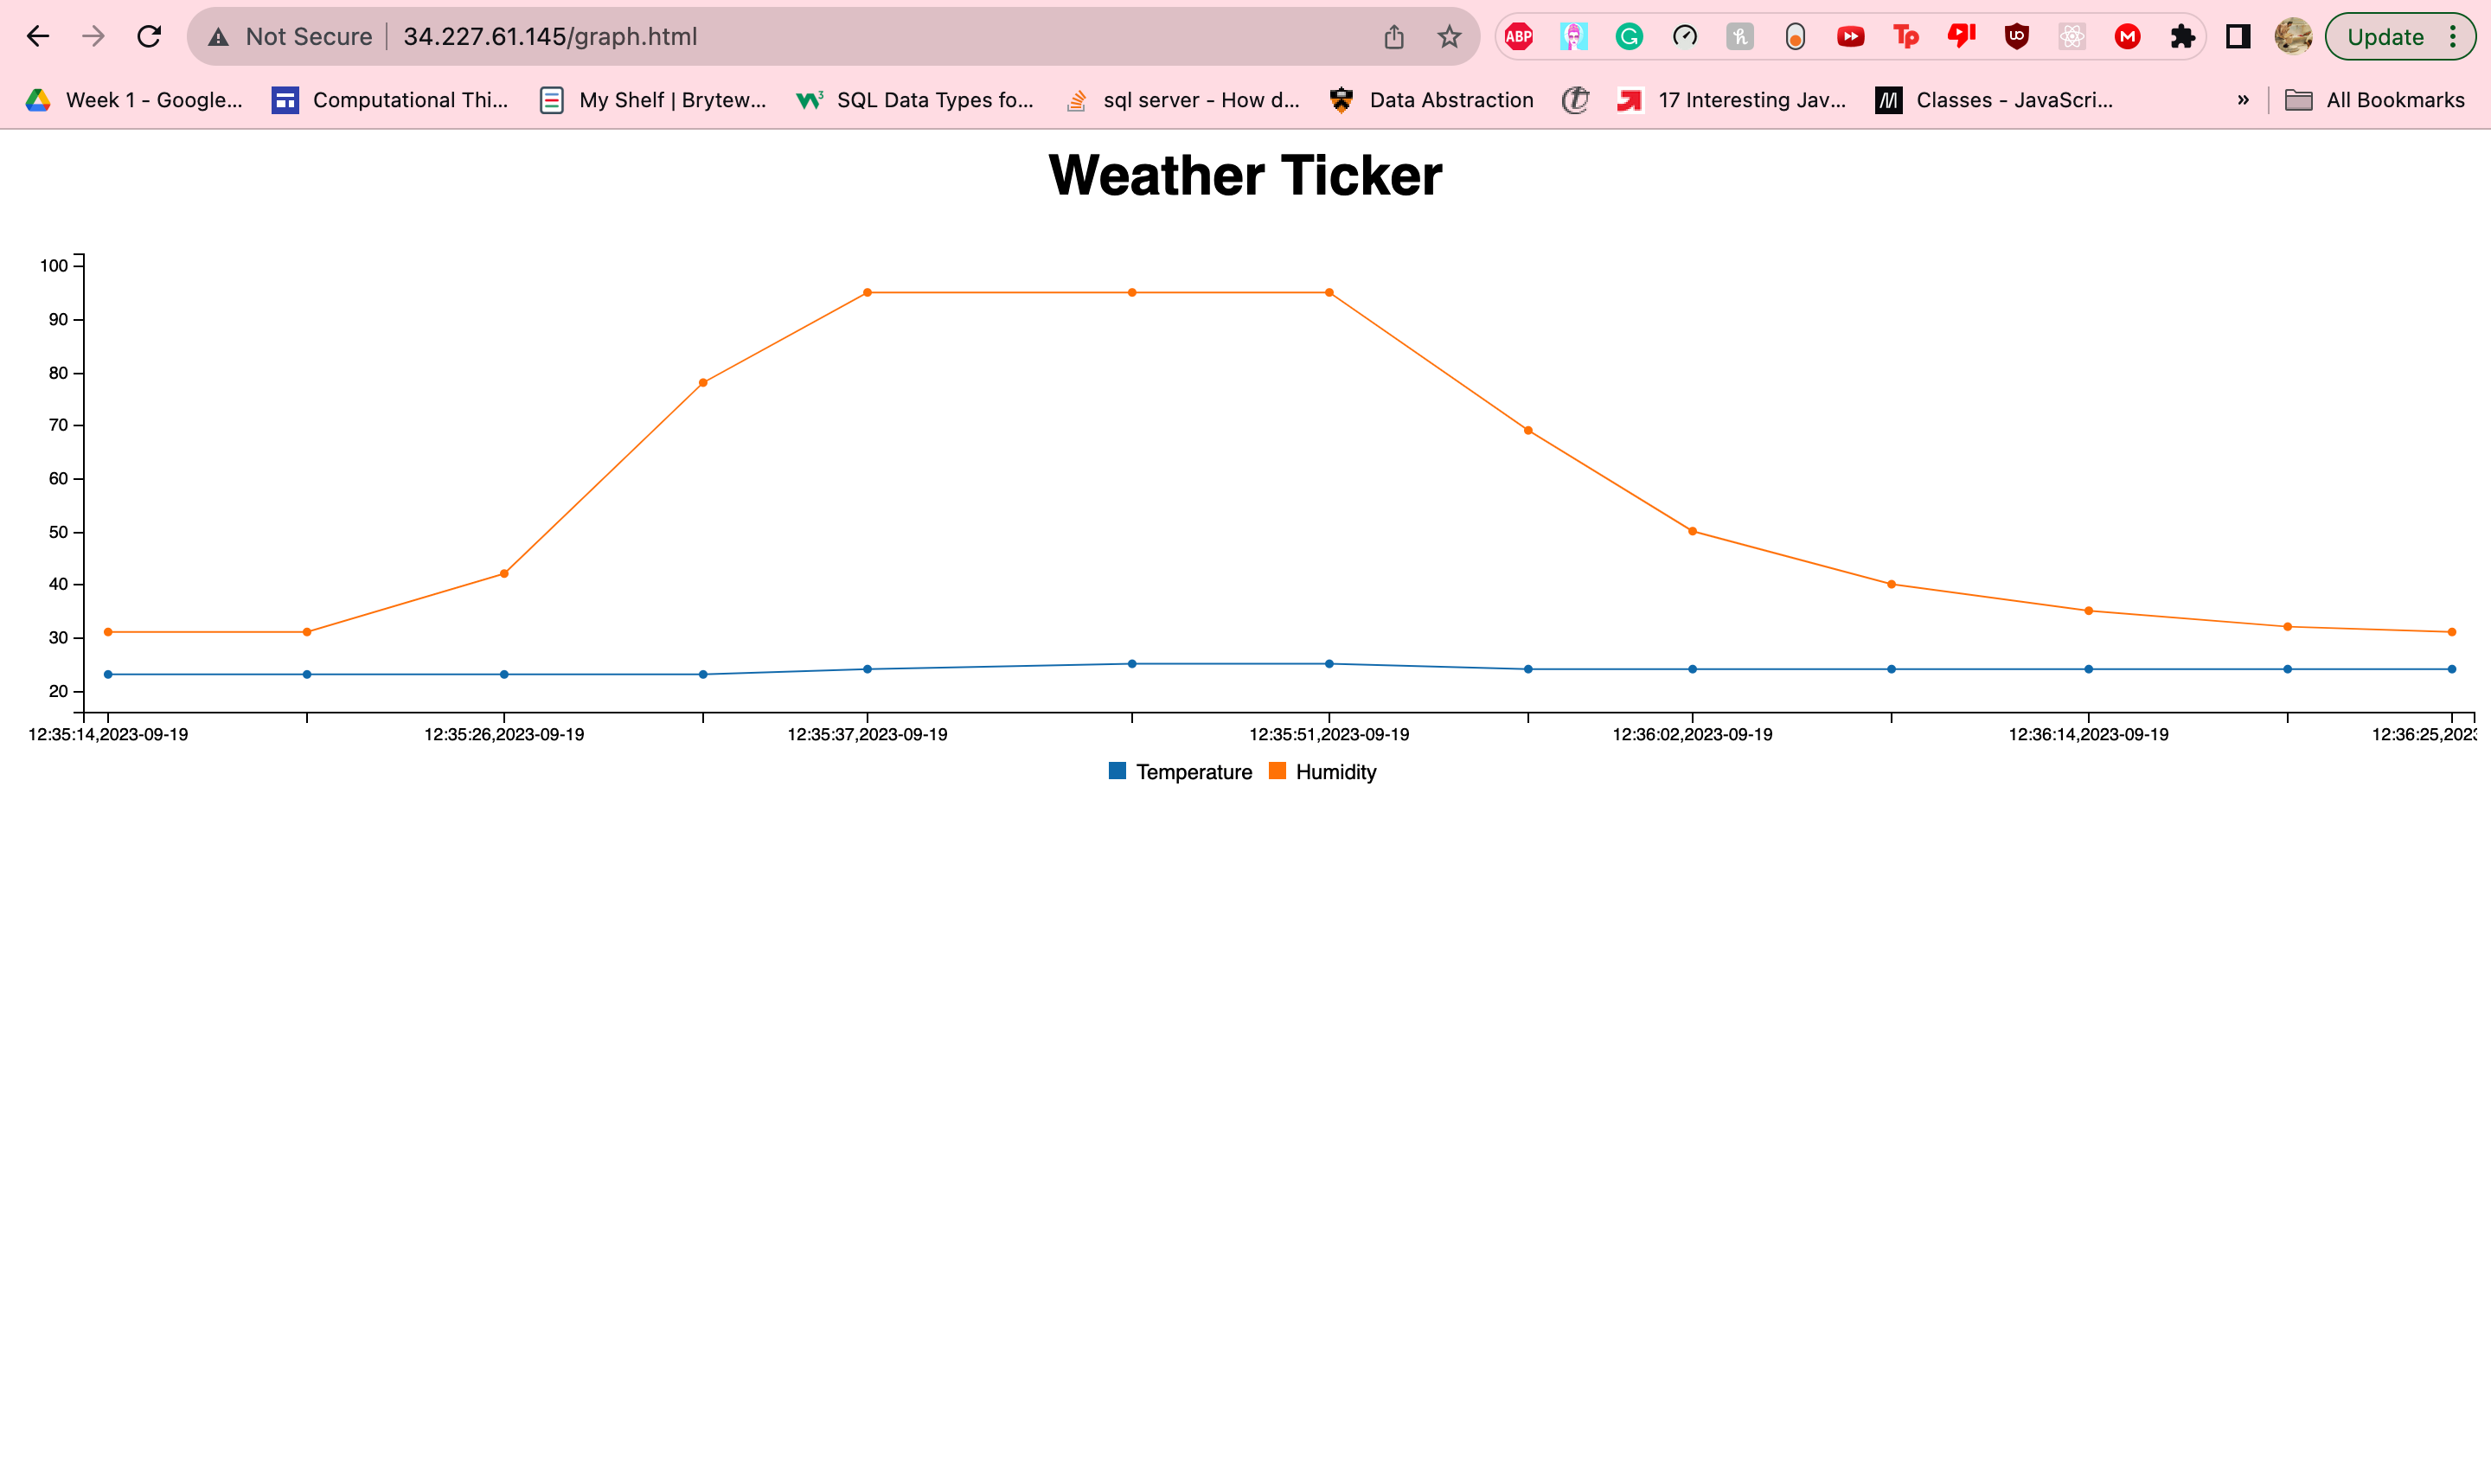 Not Secure 34.227.61.145/graph.html ABP Update
Week 1 - Google... Computational Thi... My Shelf | Brytew... SQL Data Types fo... sql server - How d... Data Abstraction 17 Interesting Jav... Classes - JavaScri... » All Bookmarks
Weather Ticker
100
90
80
70
60
50
40
30
20
12:35:14,2023-09-19 12:35:26,2023-09-19 12:35:37,2023-09-19 12:35:51,2023-09-19 12:36:02,2023-09-19 12:36:14,2023-09-19 12:36:25,202
Temperature Humidity